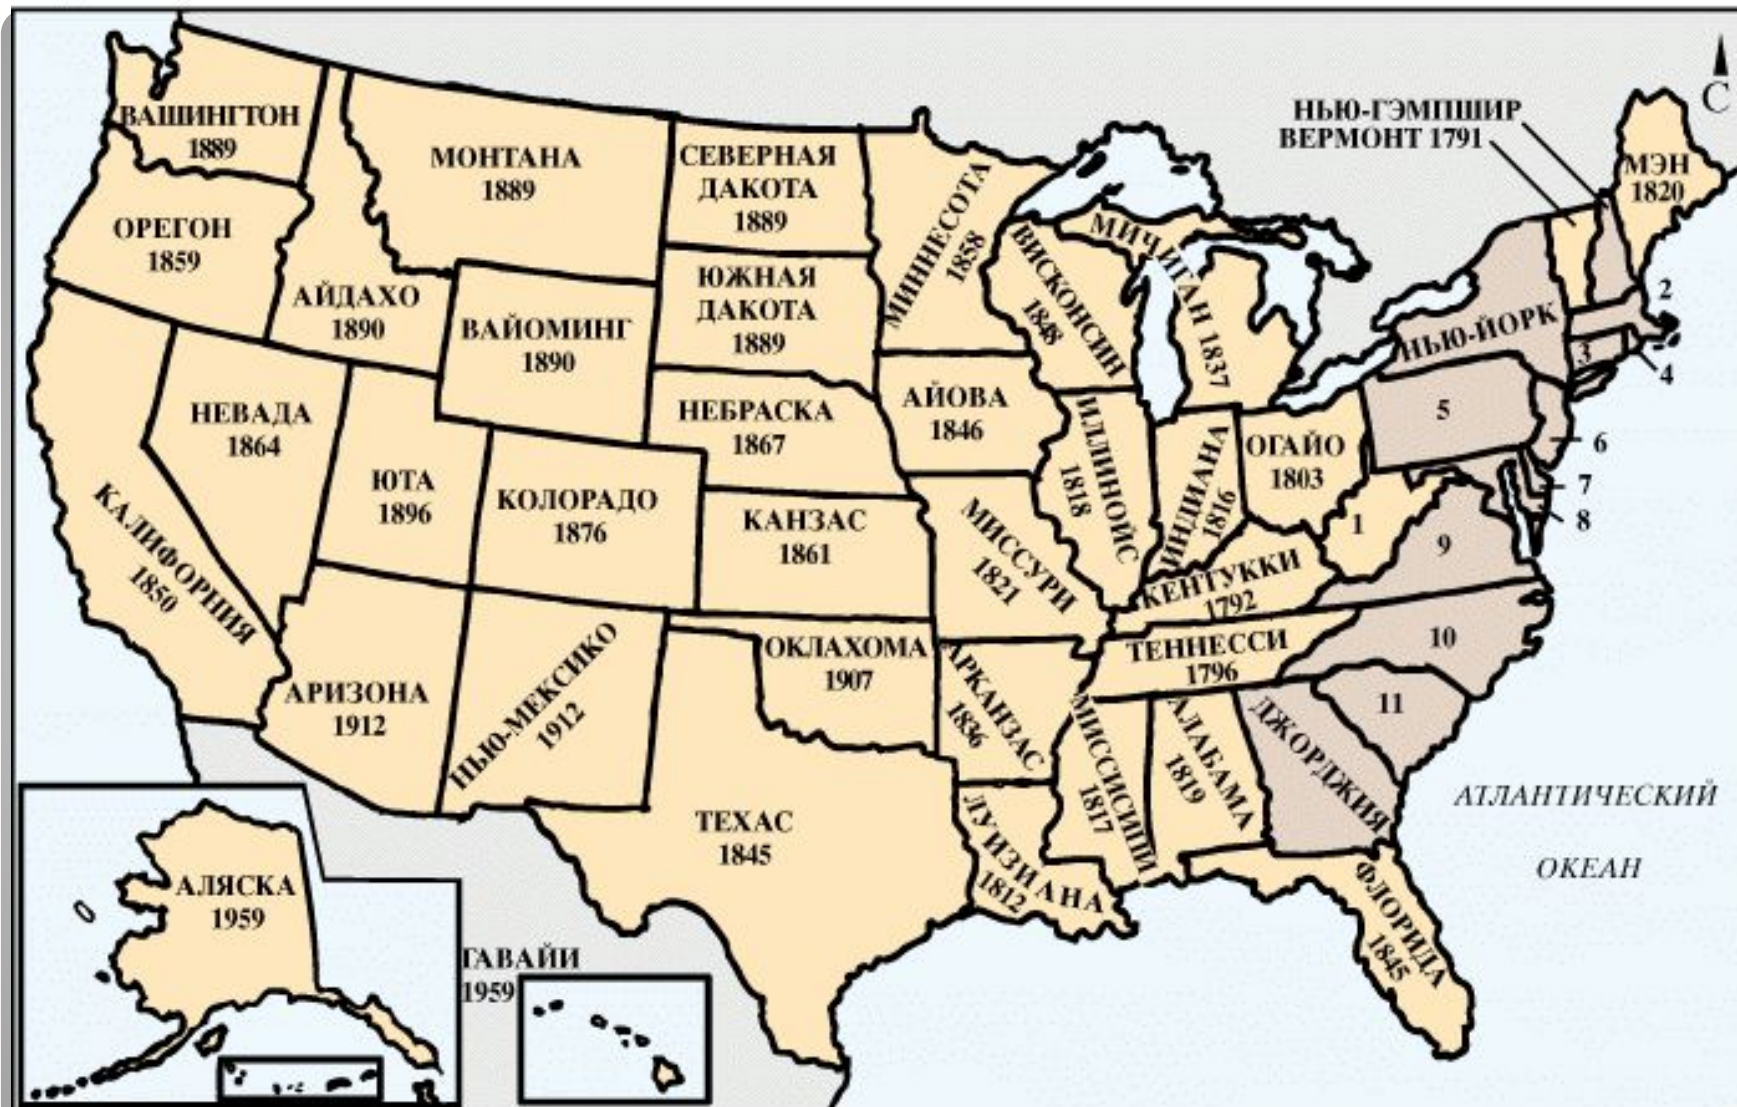 С
НЬЮ-ГЭМПШИР
ВЕРМОНТ 1791
МЭН
1820
ВАШИНГТОН
1889
МОНТАНА
1889
СЕВЕРНАЯ
ДАКОТА
1889
МИННЕСОТА
1858
ОРЕГОН
1859
АЙДАХО
1890
ВАЙОМИНГ
1890
ЮЖНАЯ
ДАКОТА
1889
ВИСКОНСИН
1848
МИЧИГАН 1837
НЬЮ-ЙОРК
2
3
4
НЕВАДА
1864
ЮТА
1896
КОЛОРАДО
1876
НЕБРАСКА
1867
АЙОВА
1846
ИЛЛИНОЙС
1818
ИНДИАНА
1816
ОГАЙО
1803
5
6
7
8
КАЛИФОРНИЯ
1850
КАНЗАС
1861
МИССУРИ
1821
КЕНТУККИ
1792
1
9
АРИЗОНА
1912
НЬЮ-МЕКСИКО
1912
ОКЛАХОМА
1907
АРКАНЗАС
1836
ТЕННЕССИ
1796
10
11
ТЕХАС
1845
ЛУИЗИАНА
1812
МИССИСИПИ
1817
АЛАБАМА
1819
ДЖОРДЖИЯ
ФЛОРИДА
1845
АТЛАНТИЧЕСКИЙ
ОКЕАН
АЛЯСКА
1959
ГАВАЙИ
1959